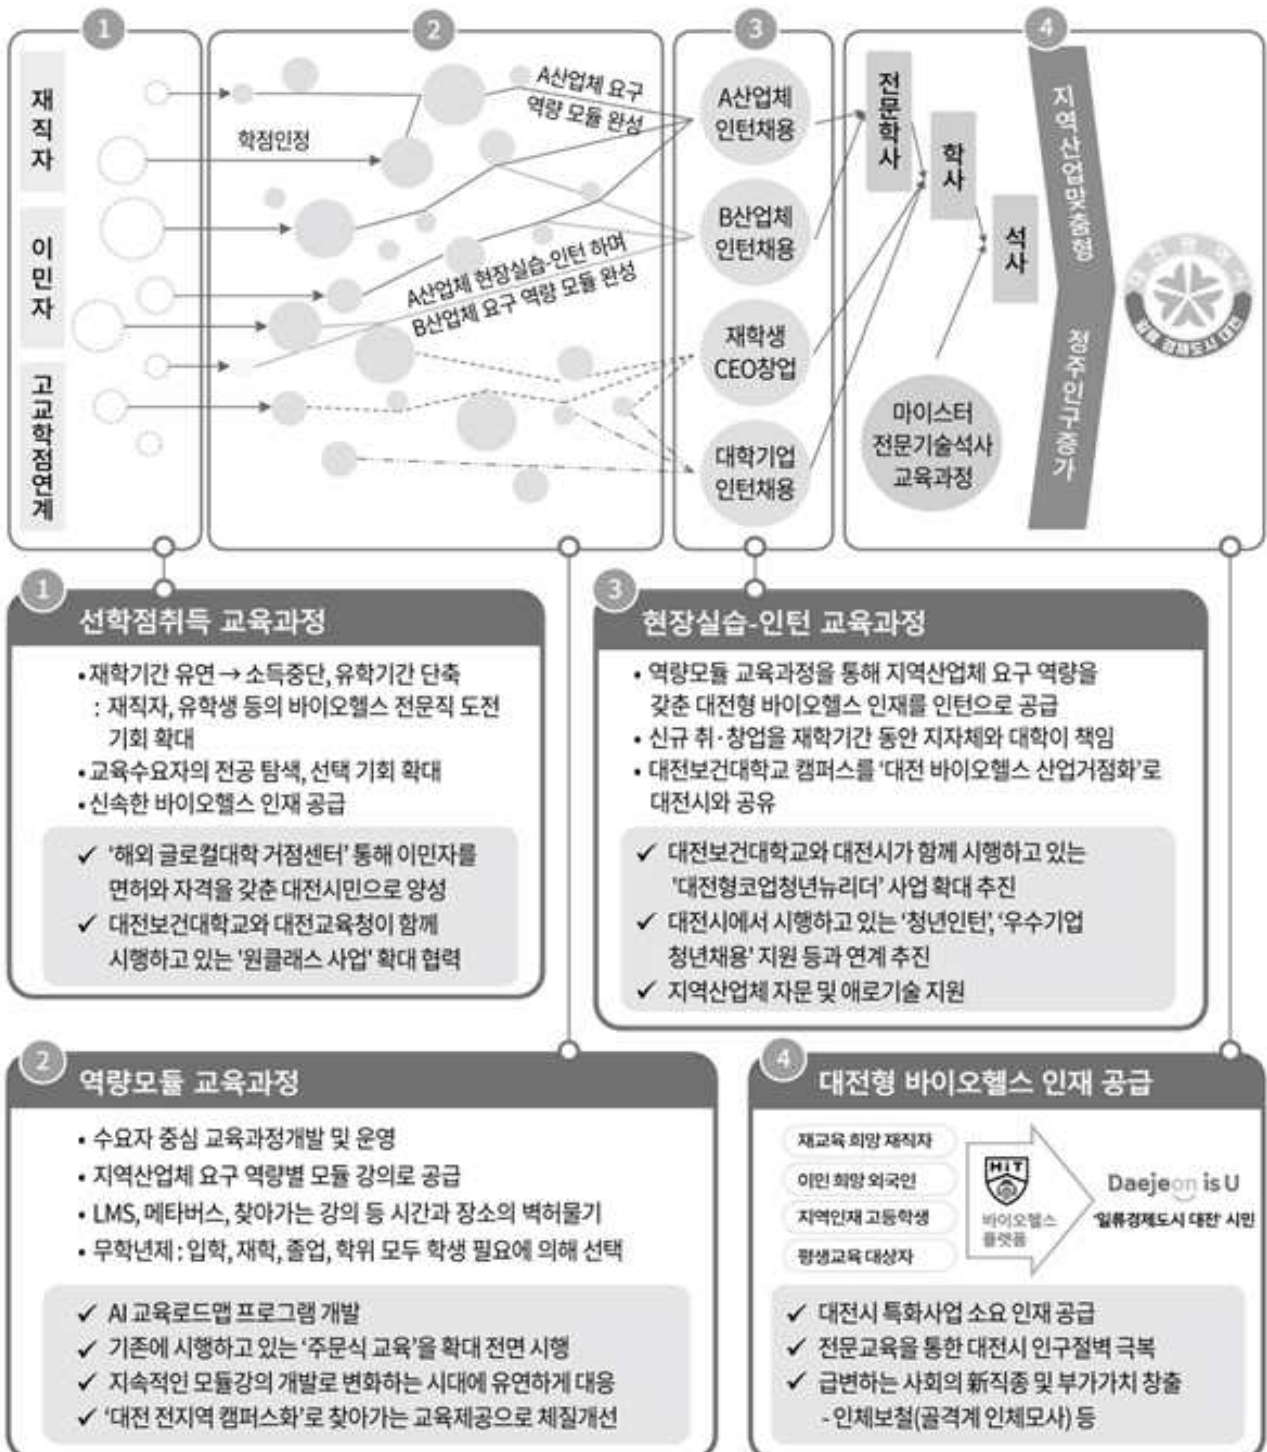 1
2
3
4
재직자
이민자
고교학점연계
학점인정
A산업체 요구
역량 모듈 완성
A산업체 현장실습-인턴 하며
B산업체 요구 역량 모듈 완성
A산업체
인턴채용
B산업체
인턴채용
재학생
CEO창업
대학기업
인턴채용
전문학사
학사
석사
마이스터
전문기술석사
교육과정
지역산업맞춤형
정주인구증가
일류 경제도시 대전
1
선학점취득 교육과정
• 재학기간 유연 → 소득중단, 유학기간 단축
: 재직자, 유학생 등의 바이오헬스 전문직 도전
기회 확대
• 교육수요자의 전공 탐색, 선택 기회 확대
• 신속한 바이오헬스 인재 공급
✓ '해외 글로컬대학 거점센터' 통해 이민자를
면허와 자격을 갖춘 대전시민으로 양성
✓ 대전보건대학교와 대전교육청이 함께
시행하고 있는 '원클래스 사업' 확대 협력
3
현장실습-인턴 교육과정
• 역량모듈 교육과정을 통해 지역산업체 요구 역량을
갖춘 대전형 바이오헬스 인재를 인턴으로 공급
• 신규 취·창업을 재학기간 동안 지자체와 대학이 책임
• 대전보건대학교 캠퍼스를 '대전 바이오헬스 산업거점화'로
대전시와 공유
✓ 대전보건대학교와 대전시가 함께 시행하고 있는
'대전형코업청년뉴리더' 사업 확대 추진
✓ 대전시에서 시행하고 있는 '청년인턴', '우수기업
청년채용' 지원 등과 연계 추진
✓ 지역산업체 자문 및 애로기술 지원
2
역량모듈 교육과정
• 수요자 중심 교육과정개발 및 운영
• 지역산업체 요구 역량별 모듈 강의로 공급
• LMS, 메타버스, 찾아가는 강의 등 시간과 장소의 벽허물기
• 무학년제 : 입학, 재학, 졸업, 학위 모두 학생 필요에 의해 선택
✓ AI 교육로드맵 프로그램 개발
✓ 기존에 시행하고 있는 '주문식 교육'을 확대 전면 시행
✓ 지속적인 모듈강의 개발로 변화하는 시대에 유연하게 대응
✓ '대전 전지역 캠퍼스화'로 찾아가는 교육제공으로 체질개선
4
대전형 바이오헬스 인재 공급
재교육 희망 재직자
이민 희망 외국인
지역인재 고등학생
평생교육 대상자
HiT
바이오헬스
플랫폼
Daejeon is U
'일류경제도시 대전' 시민
✓ 대전시 특화사업 소요 인재 공급
✓ 전문교육을 통한 대전시 인구절벽 극복
✓ 급변하는 사회의 新직종 및 부가가치 창출
- 인체보철(골격계 인체모사) 등